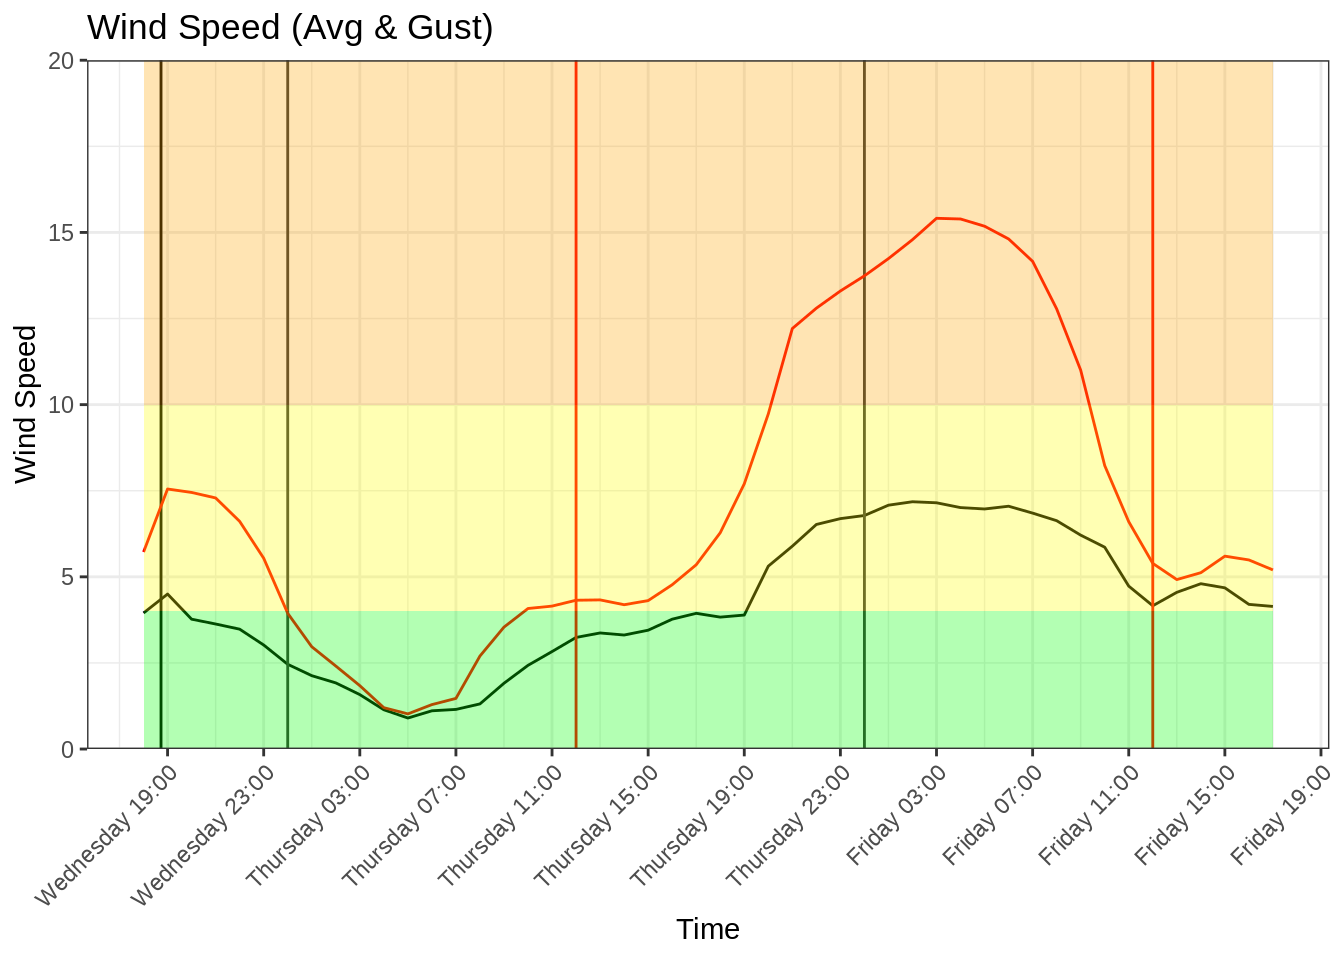 Wind Speed (Avg & Gust)
20
15
10
5
0
Wind Speed
Wednesday 19:00
Wednesday 23:00
Thursday 03:00
Thursday 07:00
Thursday 11:00
Thursday 15:00
Thursday 19:00
Thursday 23:00
Friday 03:00
Friday 07:00
Friday 11:00
Friday 15:00
Friday 19:00
Time